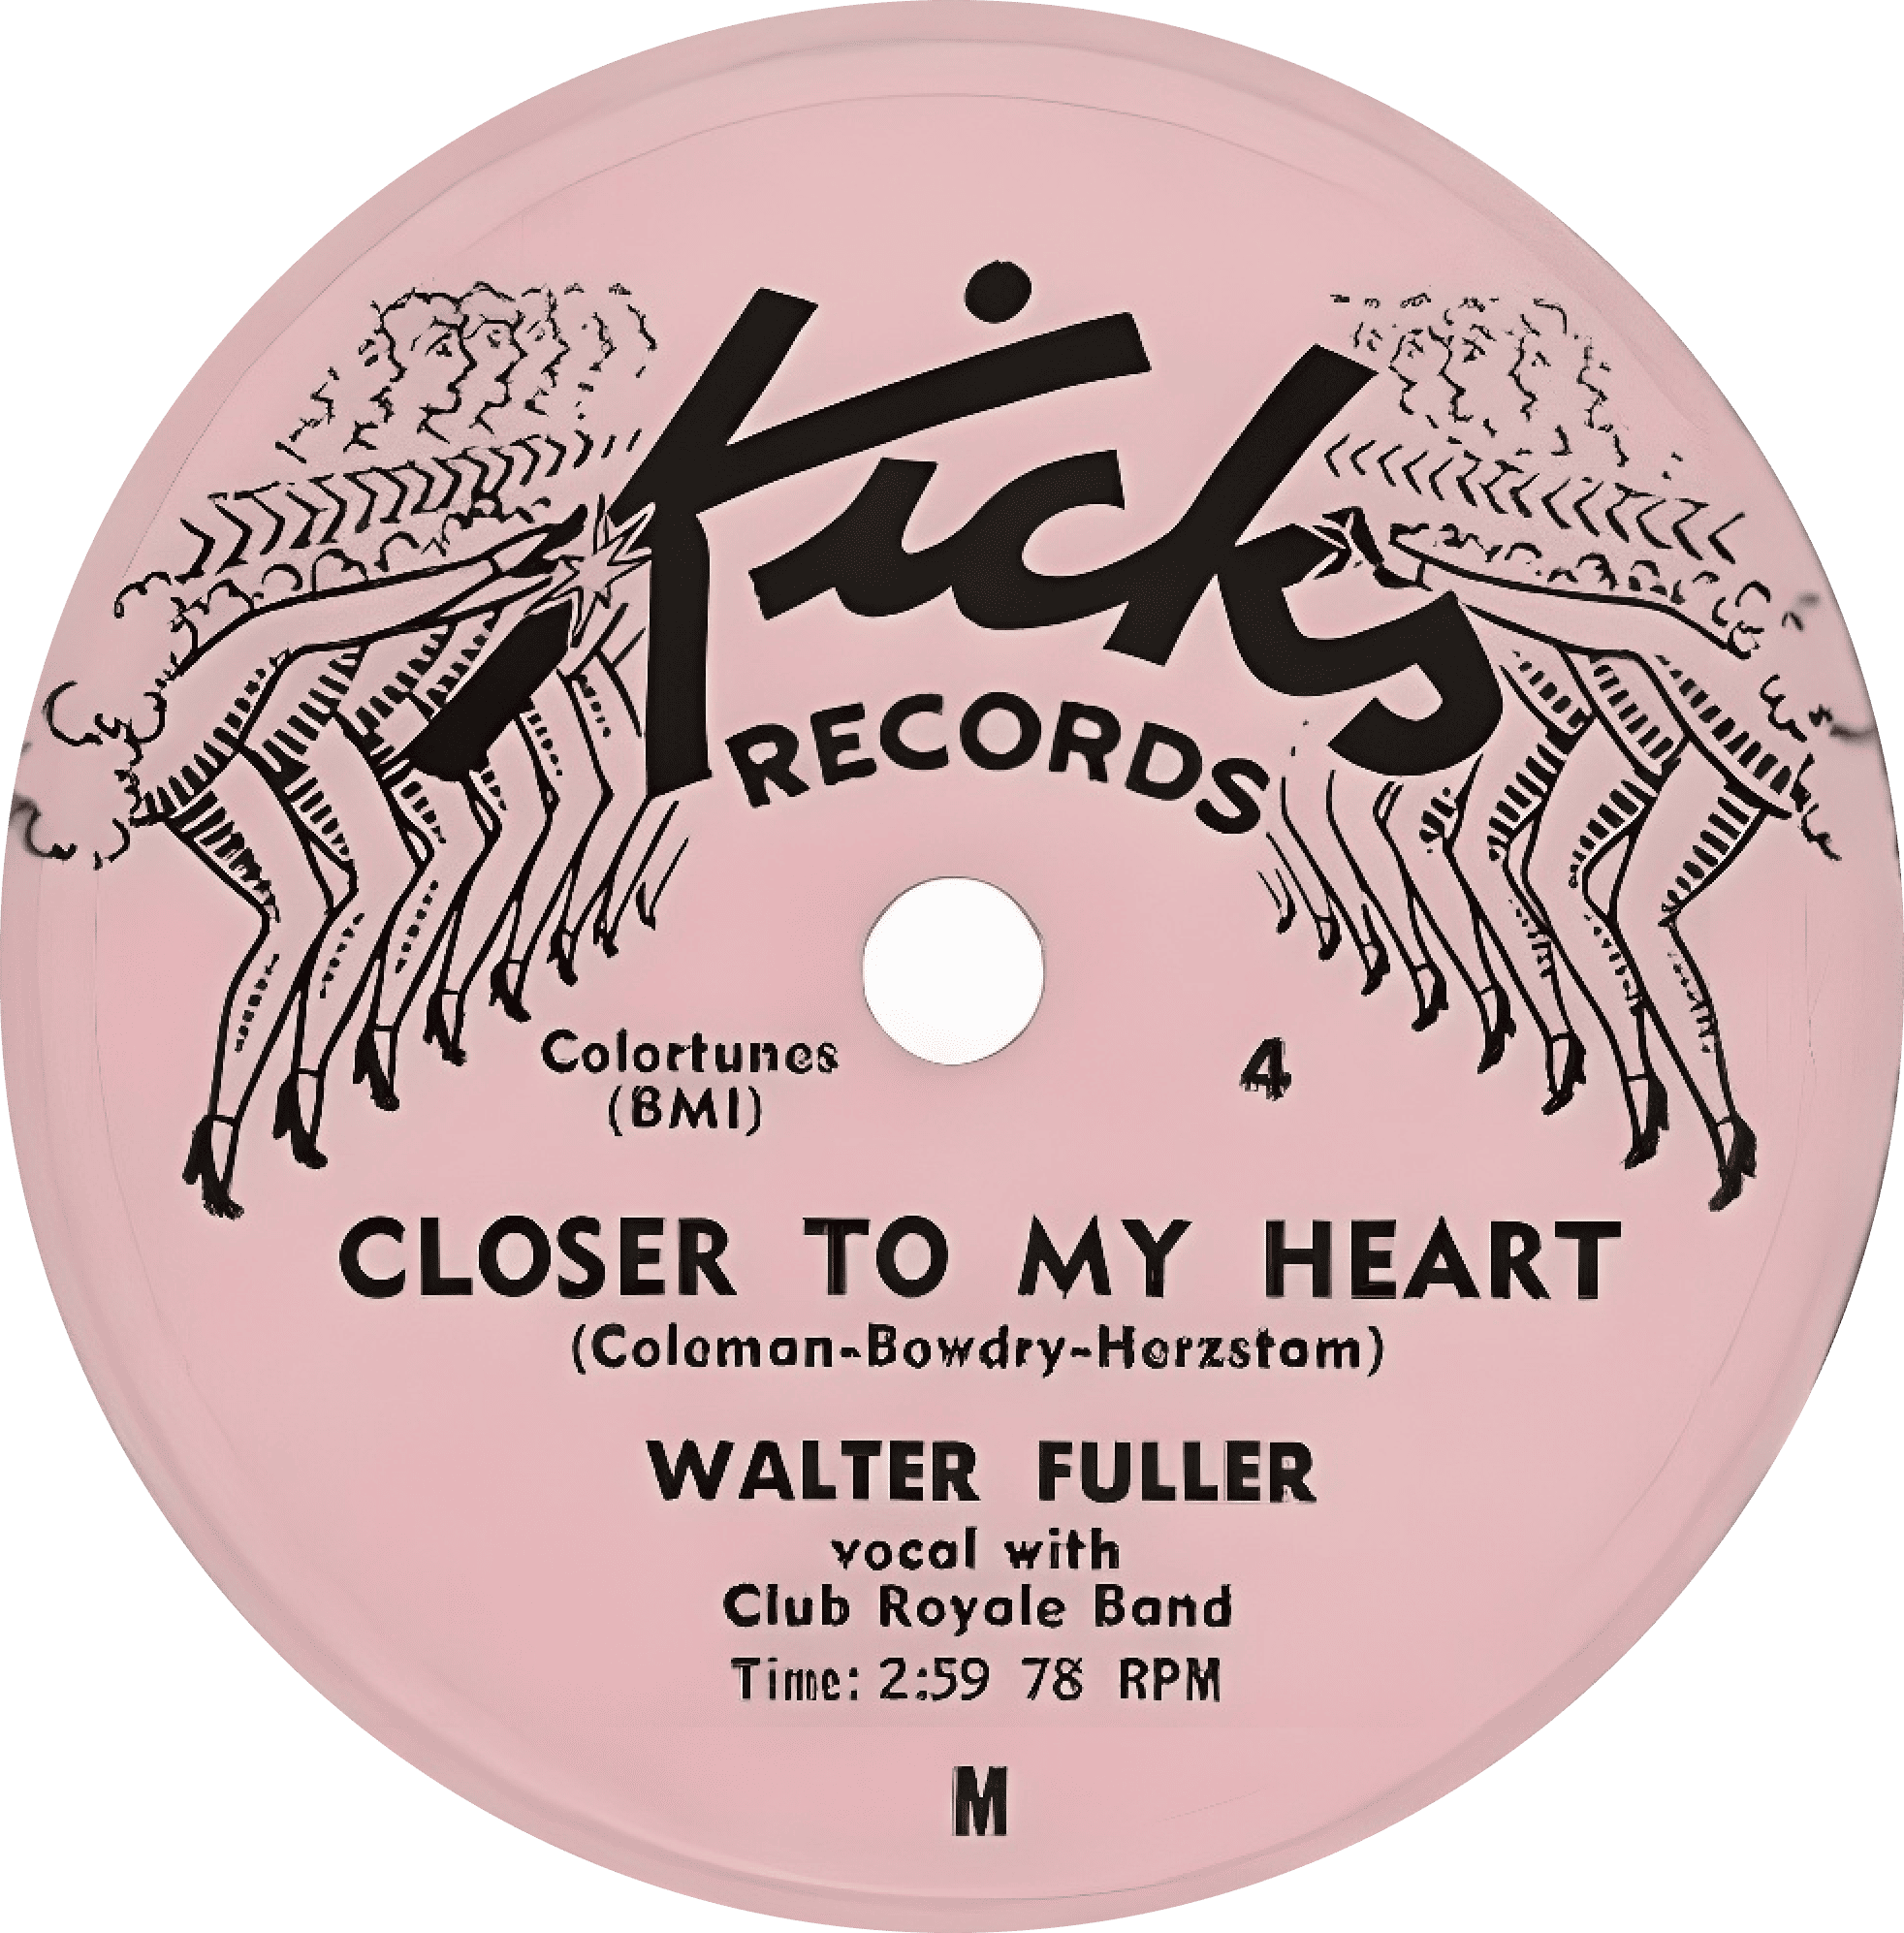 Kicks
RECORDS
Colortunes
(BMI)
4
CLOSER TO MY HEART
(Coleman-Bowdry-Herzstam)
WALTER FULLER
vocal with
Club Royale Band
Time: 2:59 78 RPM
M